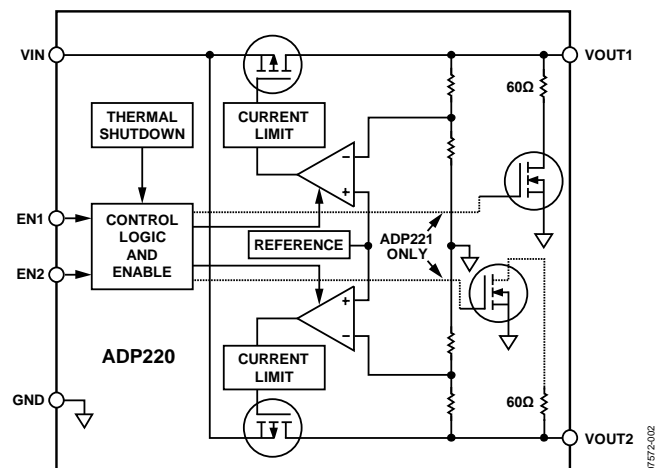 VIN
VOUT1
60Ω
THERMAL
SHUTDOWN
CURRENT
LIMIT
−
+
EN1
CONTROL
LOGIC
AND
ENABLE
REFERENCE
ADP221
ONLY
EN2
+
−
ADP220
CURRENT
LIMIT
GND
60Ω
VOUT2
07572-002